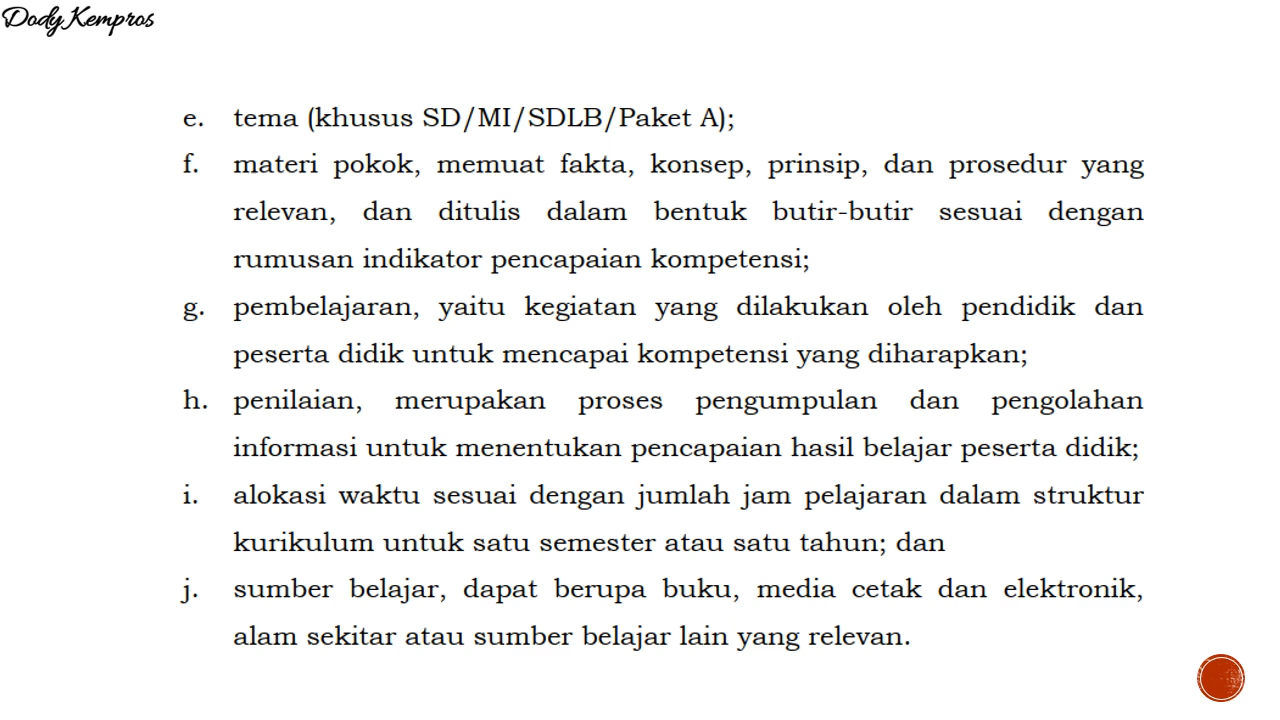 Dody Kempros
e. tema (khusus SD/MI/SDLB/Paket A);
f. materi pokok, memuat fakta, konsep, prinsip, dan prosedur yang
relevan, dan ditulis dalam bentuk butir-butir sesuai dengan
rumusan indikator pencapaian kompetensi;
g. pembelajaran, yaitu kegiatan yang dilakukan oleh pendidik dan
peserta didik untuk mencapai kompetensi yang diharapkan;
h. penilaian, merupakan proses pengumpulan dan pengolahan
informasi untuk menentukan pencapaian hasil belajar peserta didik;
i. alokasi waktu sesuai dengan jumlah jam pelajaran dalam struktur
kurikulum untuk satu semester atau satu tahun; dan
j. sumber belajar, dapat berupa buku, media cetak dan elektronik,
alam sekitar atau sumber belajar lain yang relevan.